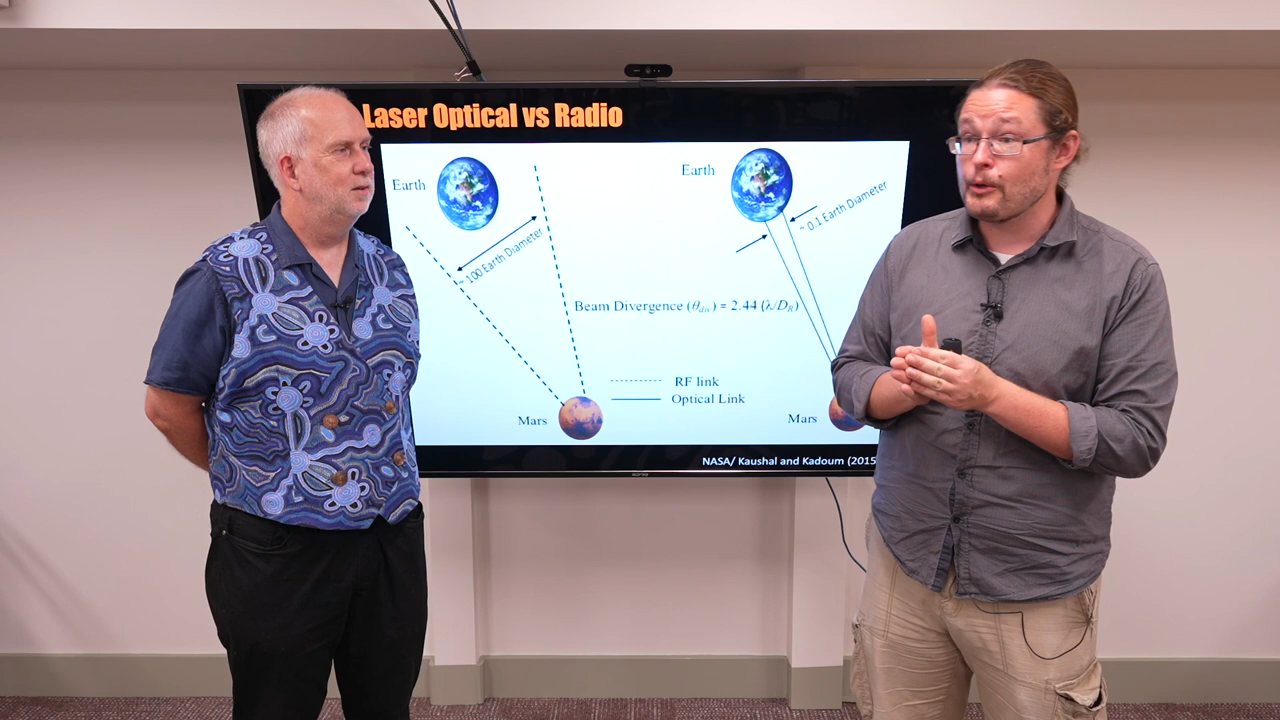 Laser Optical vs Radio
Earth
Earth
~ 100 Earth Diameter
~ 0.1 Earth Diameter
Beam Divergence (θdiv) = 2.44 (λ/DR)
RF link
Optical Link
Mars
Mars
NASA/ Kaushal and Kadoum (2015